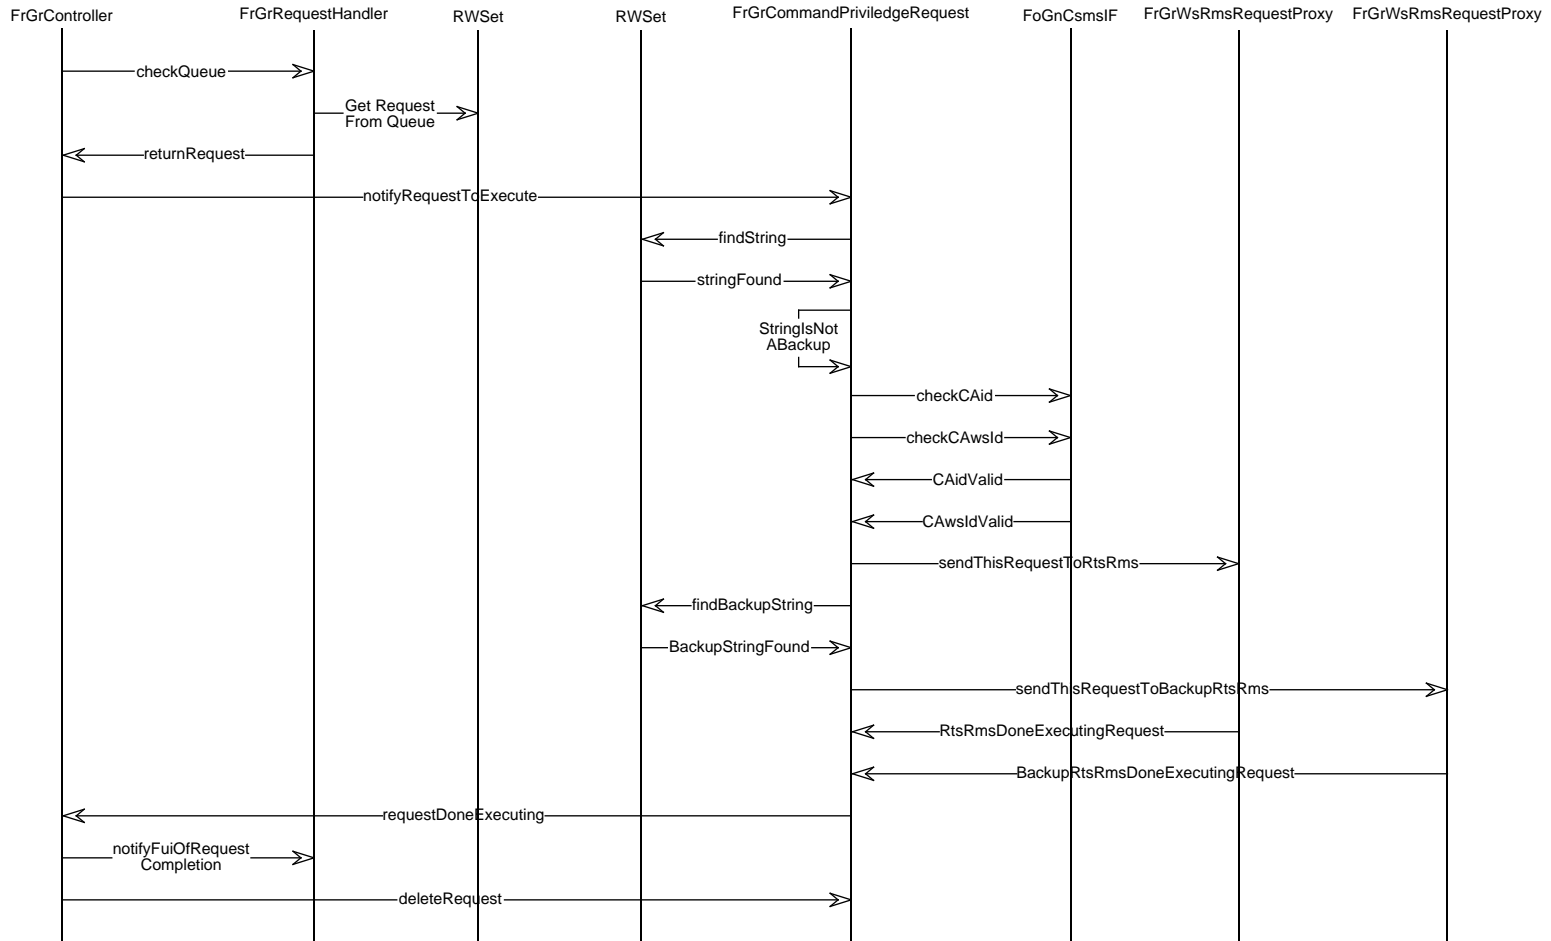 FrGrController
FrGrRequestHandler
RWSet
RWSet
FrGrCommandPriviledgeRequest
FoGnCsmsIF
FrGrWsRmsRequestProxy
FrGrWsRmsRequestProxy
checkQueue
Get Request
From Queue
returnRequest
notifyRequestToExecute
findString
stringFound
StringIsNot
ABackup
checkCAid
checkCAwsId
CAidValid
CAwsIdValid
sendThisRequestToRtsRms
findBackupString
BackupStringFound
sendThisRequestToBackupRtsRms
RtsRmsDoneExecutingRequest
BackupRtsRmsDoneExecutingRequest
requestDoneExecuting
notifyFuiOfRequest
Completion
deleteRequest